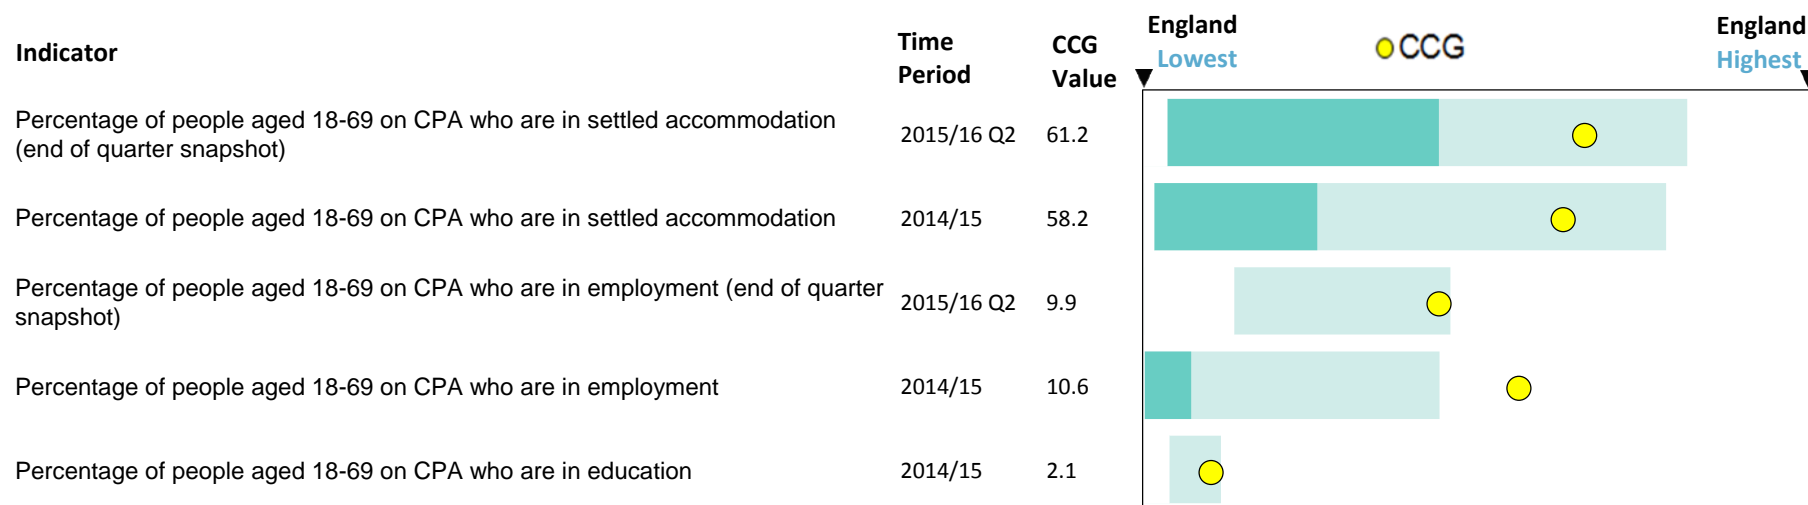 Indicator
Time
Period
CCG
Value
England
Lowest
CCG
England
Highest
Percentage of people aged 18-69 on CPA who are in settled accommodation
(end of quarter snapshot)
2015/16 Q2
61.2
Percentage of people aged 18-69 on CPA who are in settled accommodation
2014/15
58.2
Percentage of people aged 18-69 on CPA who are in employment (end of quarter
snapshot)
2015/16 Q2
9.9
Percentage of people aged 18-69 on CPA who are in employment
2014/15
10.6
Percentage of people aged 18-69 on CPA who are in education
2014/15
2.1